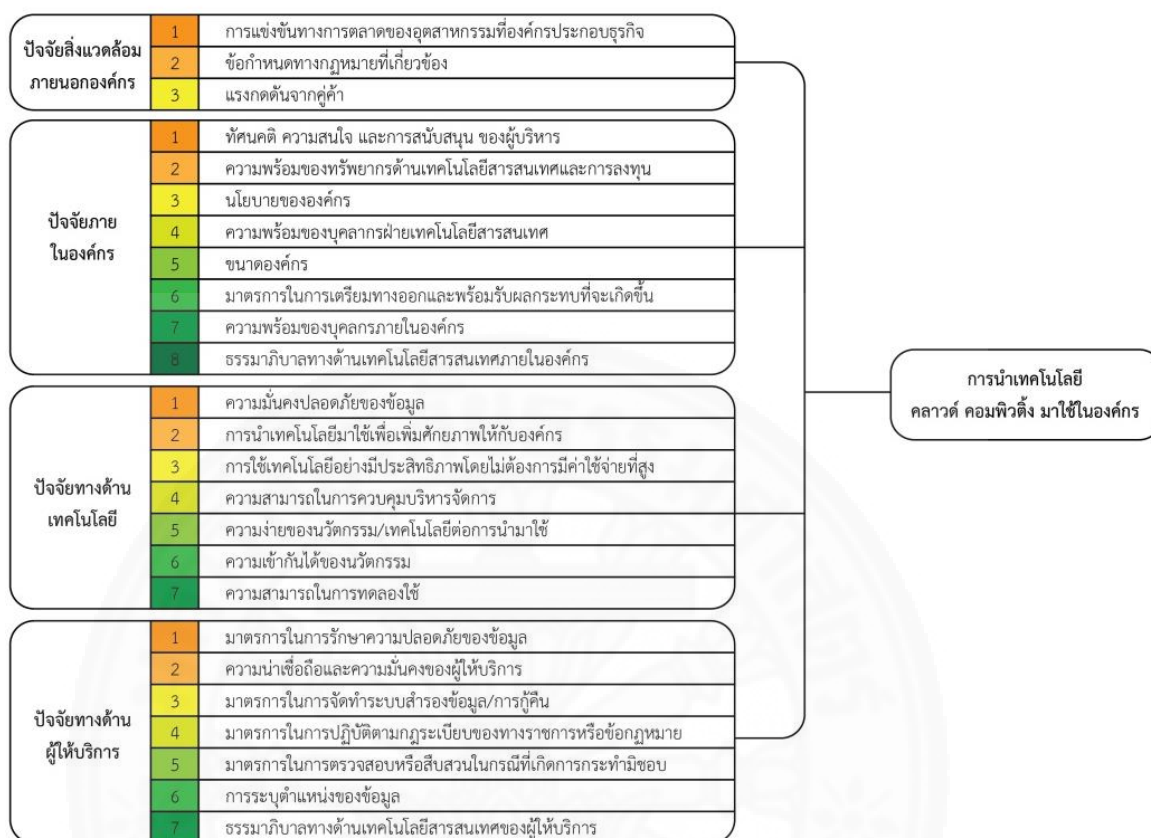 ปัจจัยสิ่งแวดล้อม
ภายนอกองค์กร
1 การแข่งขันทางการตลาดของอุตสาหกรรมที่องค์กรประกอบธุรกิจ
2 ข้อกำหนดทางกฎหมายที่เกี่ยวข้อง
3 แรงกดดันจากคู่ค้า
ปัจจัยภาย
ในองค์กร
1 ทัศนคติ ความสนใจ และการสนับสนุน ของผู้บริหาร
2 ความพร้อมของทรัพยากรด้านเทคโนโลยีสารสนเทศและการลงทุน
3 นโยบายขององค์กร
4 ความพร้อมของบุคลากรฝ่ายเทคโนโลยีสารสนเทศ
5 ขนาดองค์กร
6 มาตรการในการเตรียมทางออกและพร้อมรับผลกระทบที่จะเกิดขึ้น
7 ความพร้อมของบุคลกรภายในองค์กร
8 ธรรมาภิบาลทางด้านเทคโนโลยีสารสนเทศภายในองค์กร
ปัจจัยทางด้าน
เทคโนโลยี
1 ความมั่นคงปลอดภัยของข้อมูล
2 การนำเทคโนโลยีมาใช้เพื่อเพิ่มศักยภาพให้กับองค์กร
3 การใช้เทคโนโลยีอย่างมีประสิทธิภาพโดยไม่ต้องการมีค่าใช้จ่ายที่สูง
4 ความสามารถในการควบคุมบริหารจัดการ
5 ความง่ายของนวัตกรรม/เทคโนโลยีต่อการนำมาใช้
6 ความเข้ากันได้ของนวัตกรรม
7 ความสามารถในการทดลองใช้
ปัจจัยทางด้าน
ผู้ให้บริการ
1 มาตรการในการรักษาความปลอดภัยของข้อมูล
2 ความน่าเชื่อถือและความมั่นคงของผู้ให้บริการ
3 มาตรการในการจัดทำระบบสำรองข้อมูล/การกู้คืน
4 มาตรการในการปฏิบัติตามกฎระเบียบของทางราชการหรือข้อกฎหมาย
5 มาตรการในการตรวจสอบหรือสืบสวนในกรณีที่เกิดการกระทำมิชอบ
6 การระบุตำแหน่งของข้อมูล
7 ธรรมาภิบาลทางด้านเทคโนโลยีสารสนเทศของผู้ให้บริการ
การนำเทคโนโลยี
คลาวด์ คอมพิวติ้ง มาใช้ในองค์กร